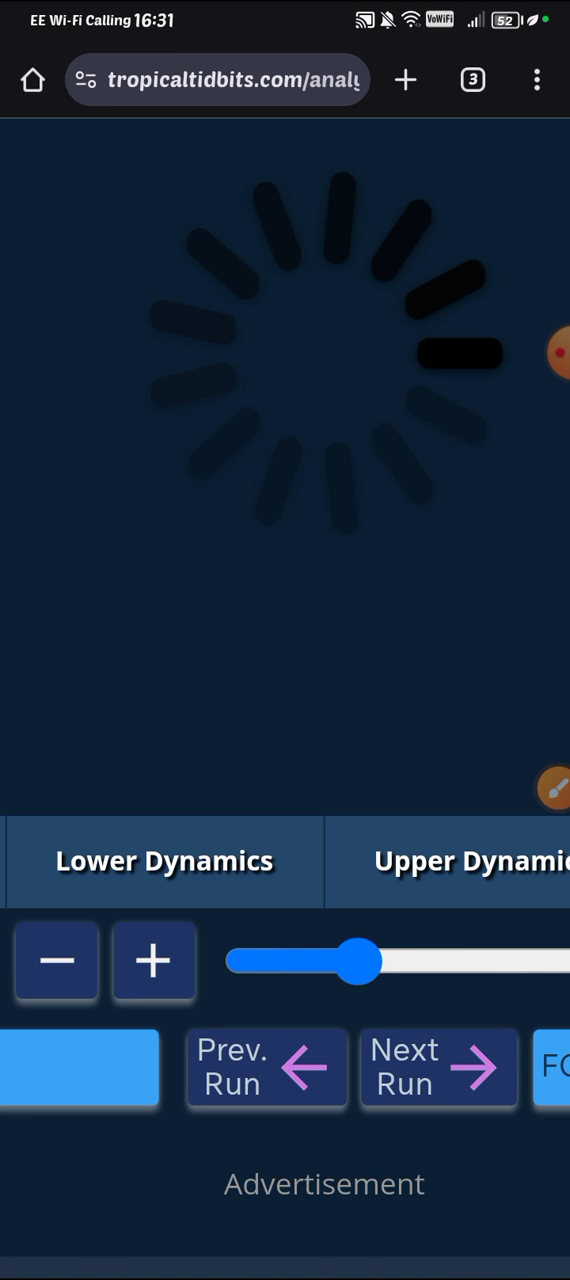 EE Wi-Fi Calling 16:31 VoWiFi 52
tropicaltidbits.com/analy
3
Lower Dynamics
Upper Dynamic
Prev.
Run
Next
Run
FO
Advertisement